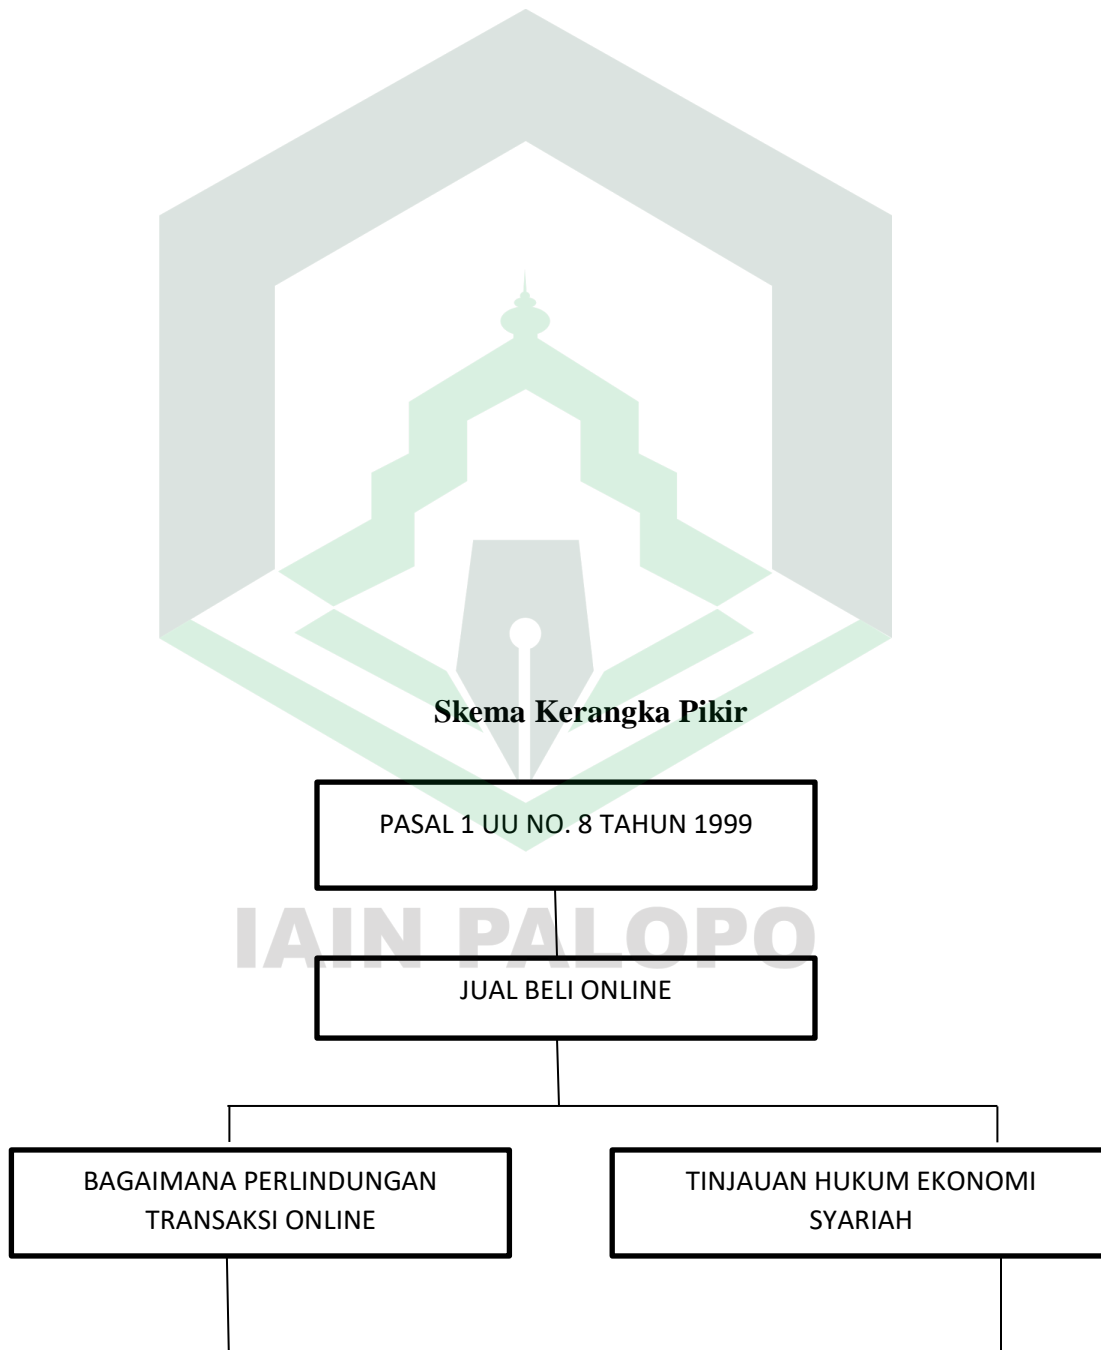 Skema Kerangka Pikir
PASAL 1 UU NO. 8 TAHUN 1999
IAIN PALOPO
JUAL BELI ONLINE
BAGAIMANA PERLINDUNGAN
TRANSAKSI ONLINE
TINJAUAN HUKUM EKONOMI
SYARIAH